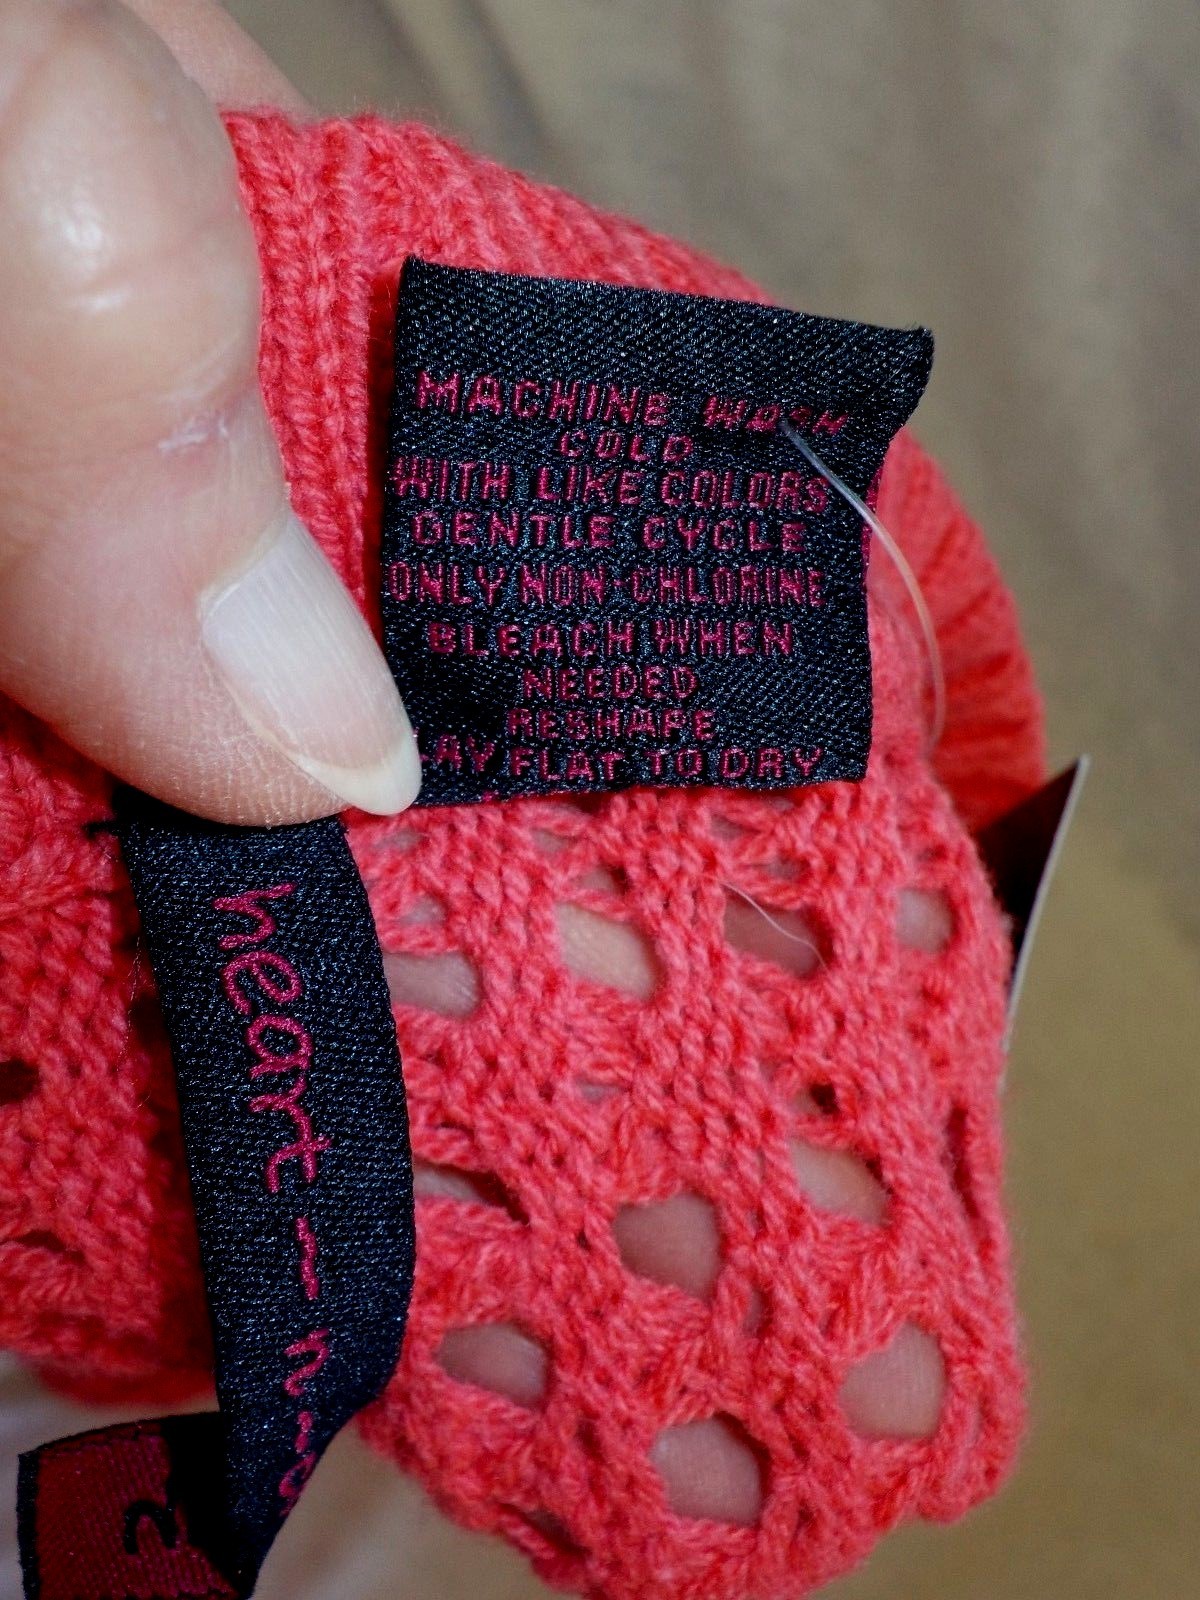 MACHINE WASH
COLD
WITH LIKE COLORS
GENTLE CYCLE
ONLY NON-CHLORINE
BLEACH WHEN
NEEDED
RESHAPE
LAY FLAT TO DRY
heart – n –
2